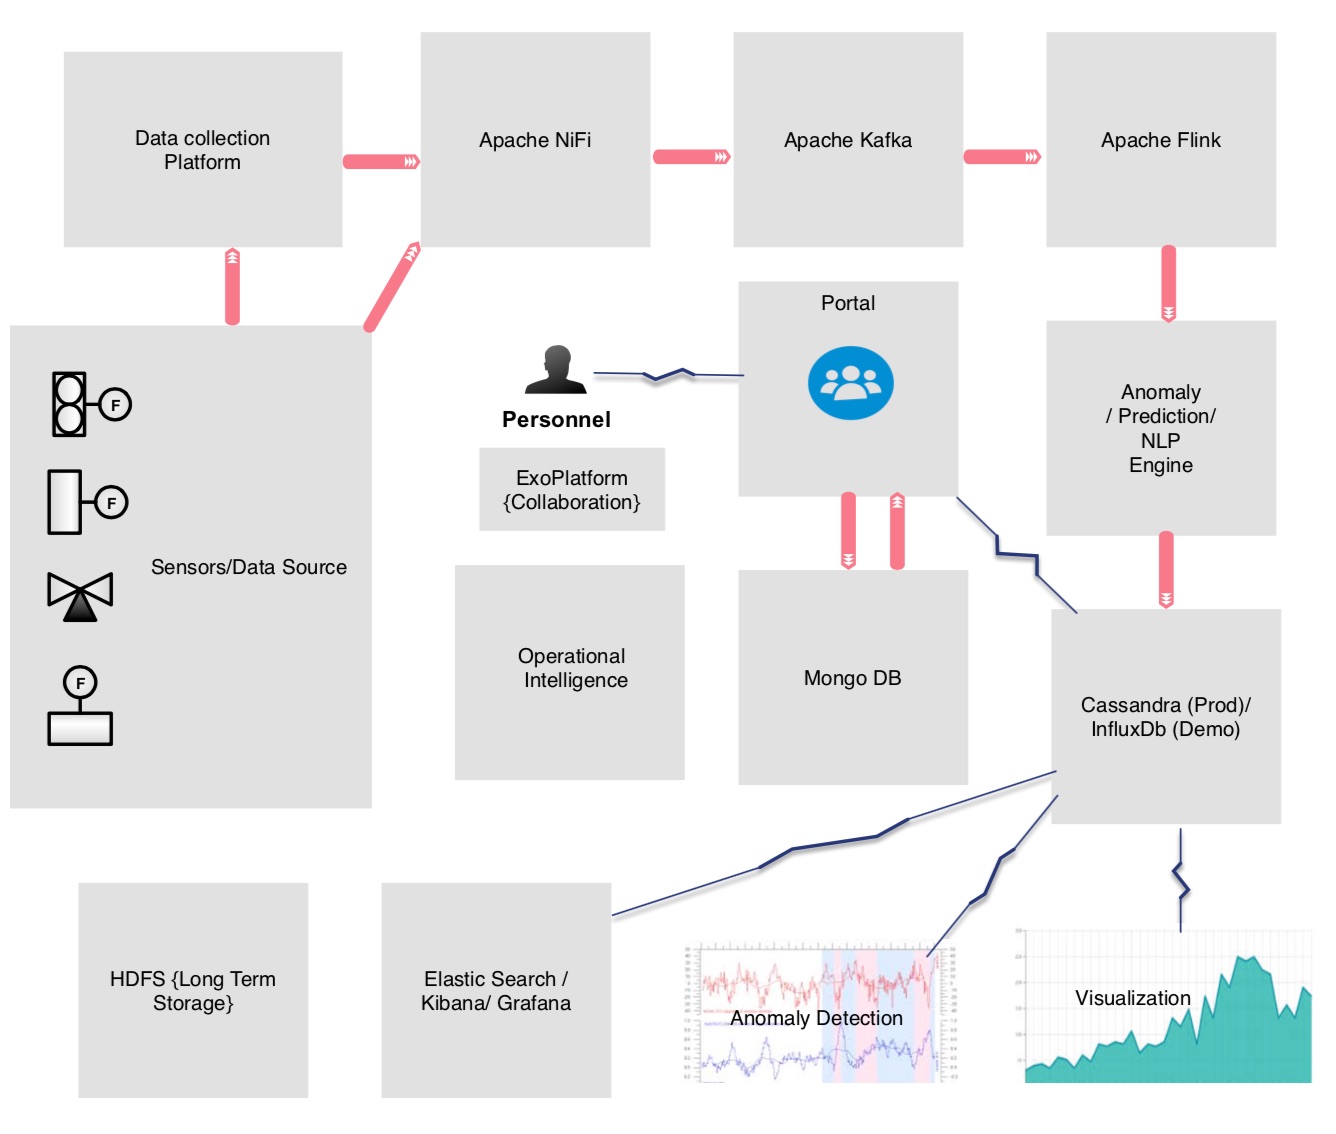 Data collection
Platform
Apache NiFi
Apache Kafka
Apache Flink
Portal
Personnel
ExoPlatform
{Collaboration}
Anomaly
/ Prediction/
NLP
Engine
F
F
Sensors/Data Source
F
Operational
Intelligence
Mongo DB
Cassandra (Prod)/
InfluxDb (Demo)
HDFS {Long Term
Storage}
Elastic Search /
Kibana/ Grafana
Anomaly Detection
Visualization